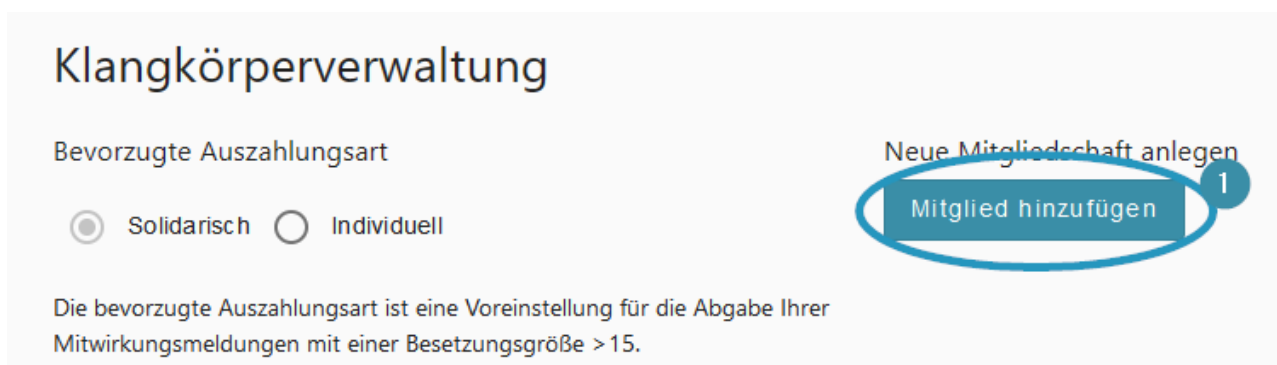 Klangkörperverwaltung
Bevorzugte Auszahlungsart
Solidarisch Individuell
Die bevorzugte Auszahlungsart ist eine Voreinstellung für die Abgabe Ihrer
Mitwirkungsmeldungen mit einer Besetzungsgröße >15.
Neue Mitgliedschaft anlegen
1
Mitglied hinzufügen